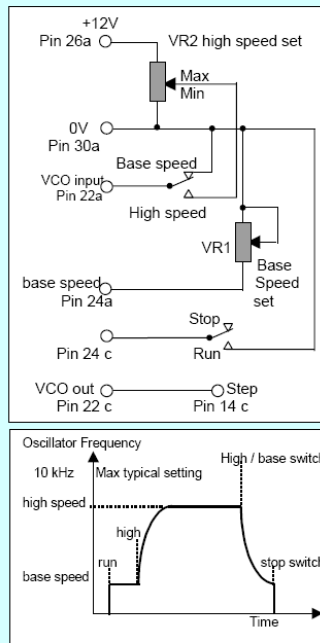 +12V
Pin 26a
VR2 high speed set
Max
Min
0V
Pin 30a
Base speed
VCO input
Pin 22a
High speed
VR1
base speed
Pin 24a
Base
Speed
set
Stop
Pin 24 c
Run
VCO out
Pin 22 c
Step
Pin 14 c
Oscillator Frequency
High / base switch
10 kHz
Max typical setting
high speed
high
run
stop switch
base speed
Time